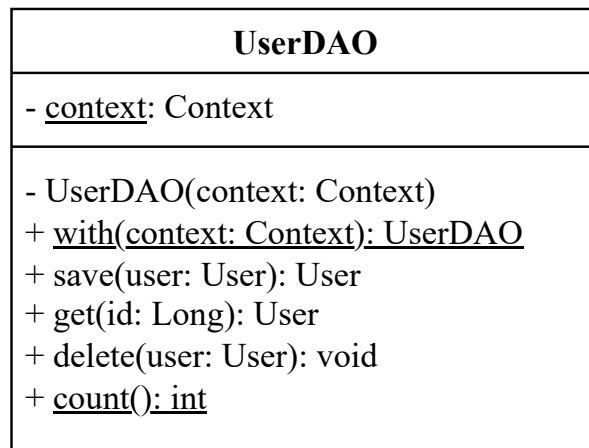 UserDAO
- context: Context
- UserDAO(context: Context)
+ with(context: Context): UserDAO
+ save(user: User): User
+ get(id: Long): User
+ delete(user: User): void
+ count(): int